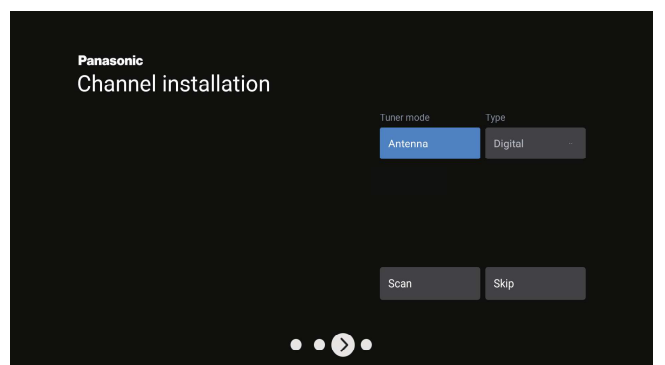 Panasonic
Channel installation
Tuner mode Type
Antenna Digital -
Scan Skip